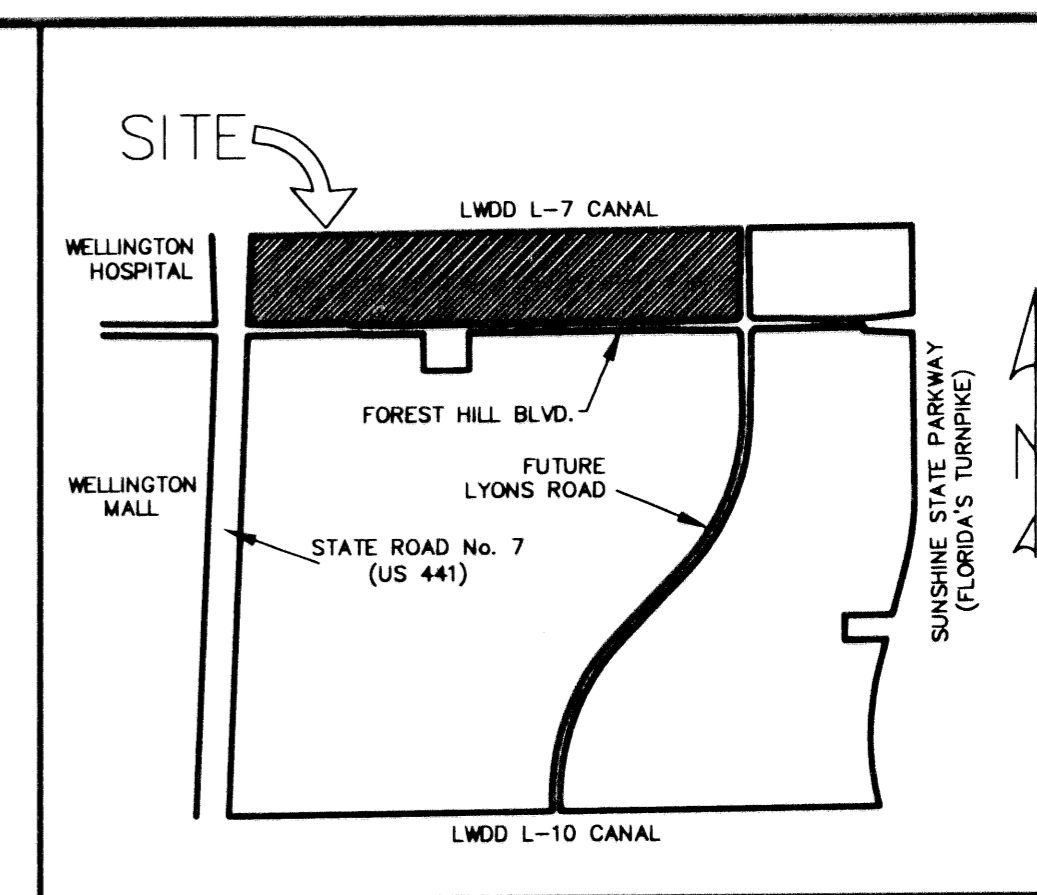 SITE
LWDD L-7 CANAL
WELLINGTON
HOSPITAL
FOREST HILL BLVD.
FUTURE
LYONS ROAD
WELLINGTON
MALL
STATE ROAD No. 7
(US 441)
SUNSHINE STATE PARKWAY
(FLORIDA'S TURNPIKE)
N
LWDD L-10 CANAL